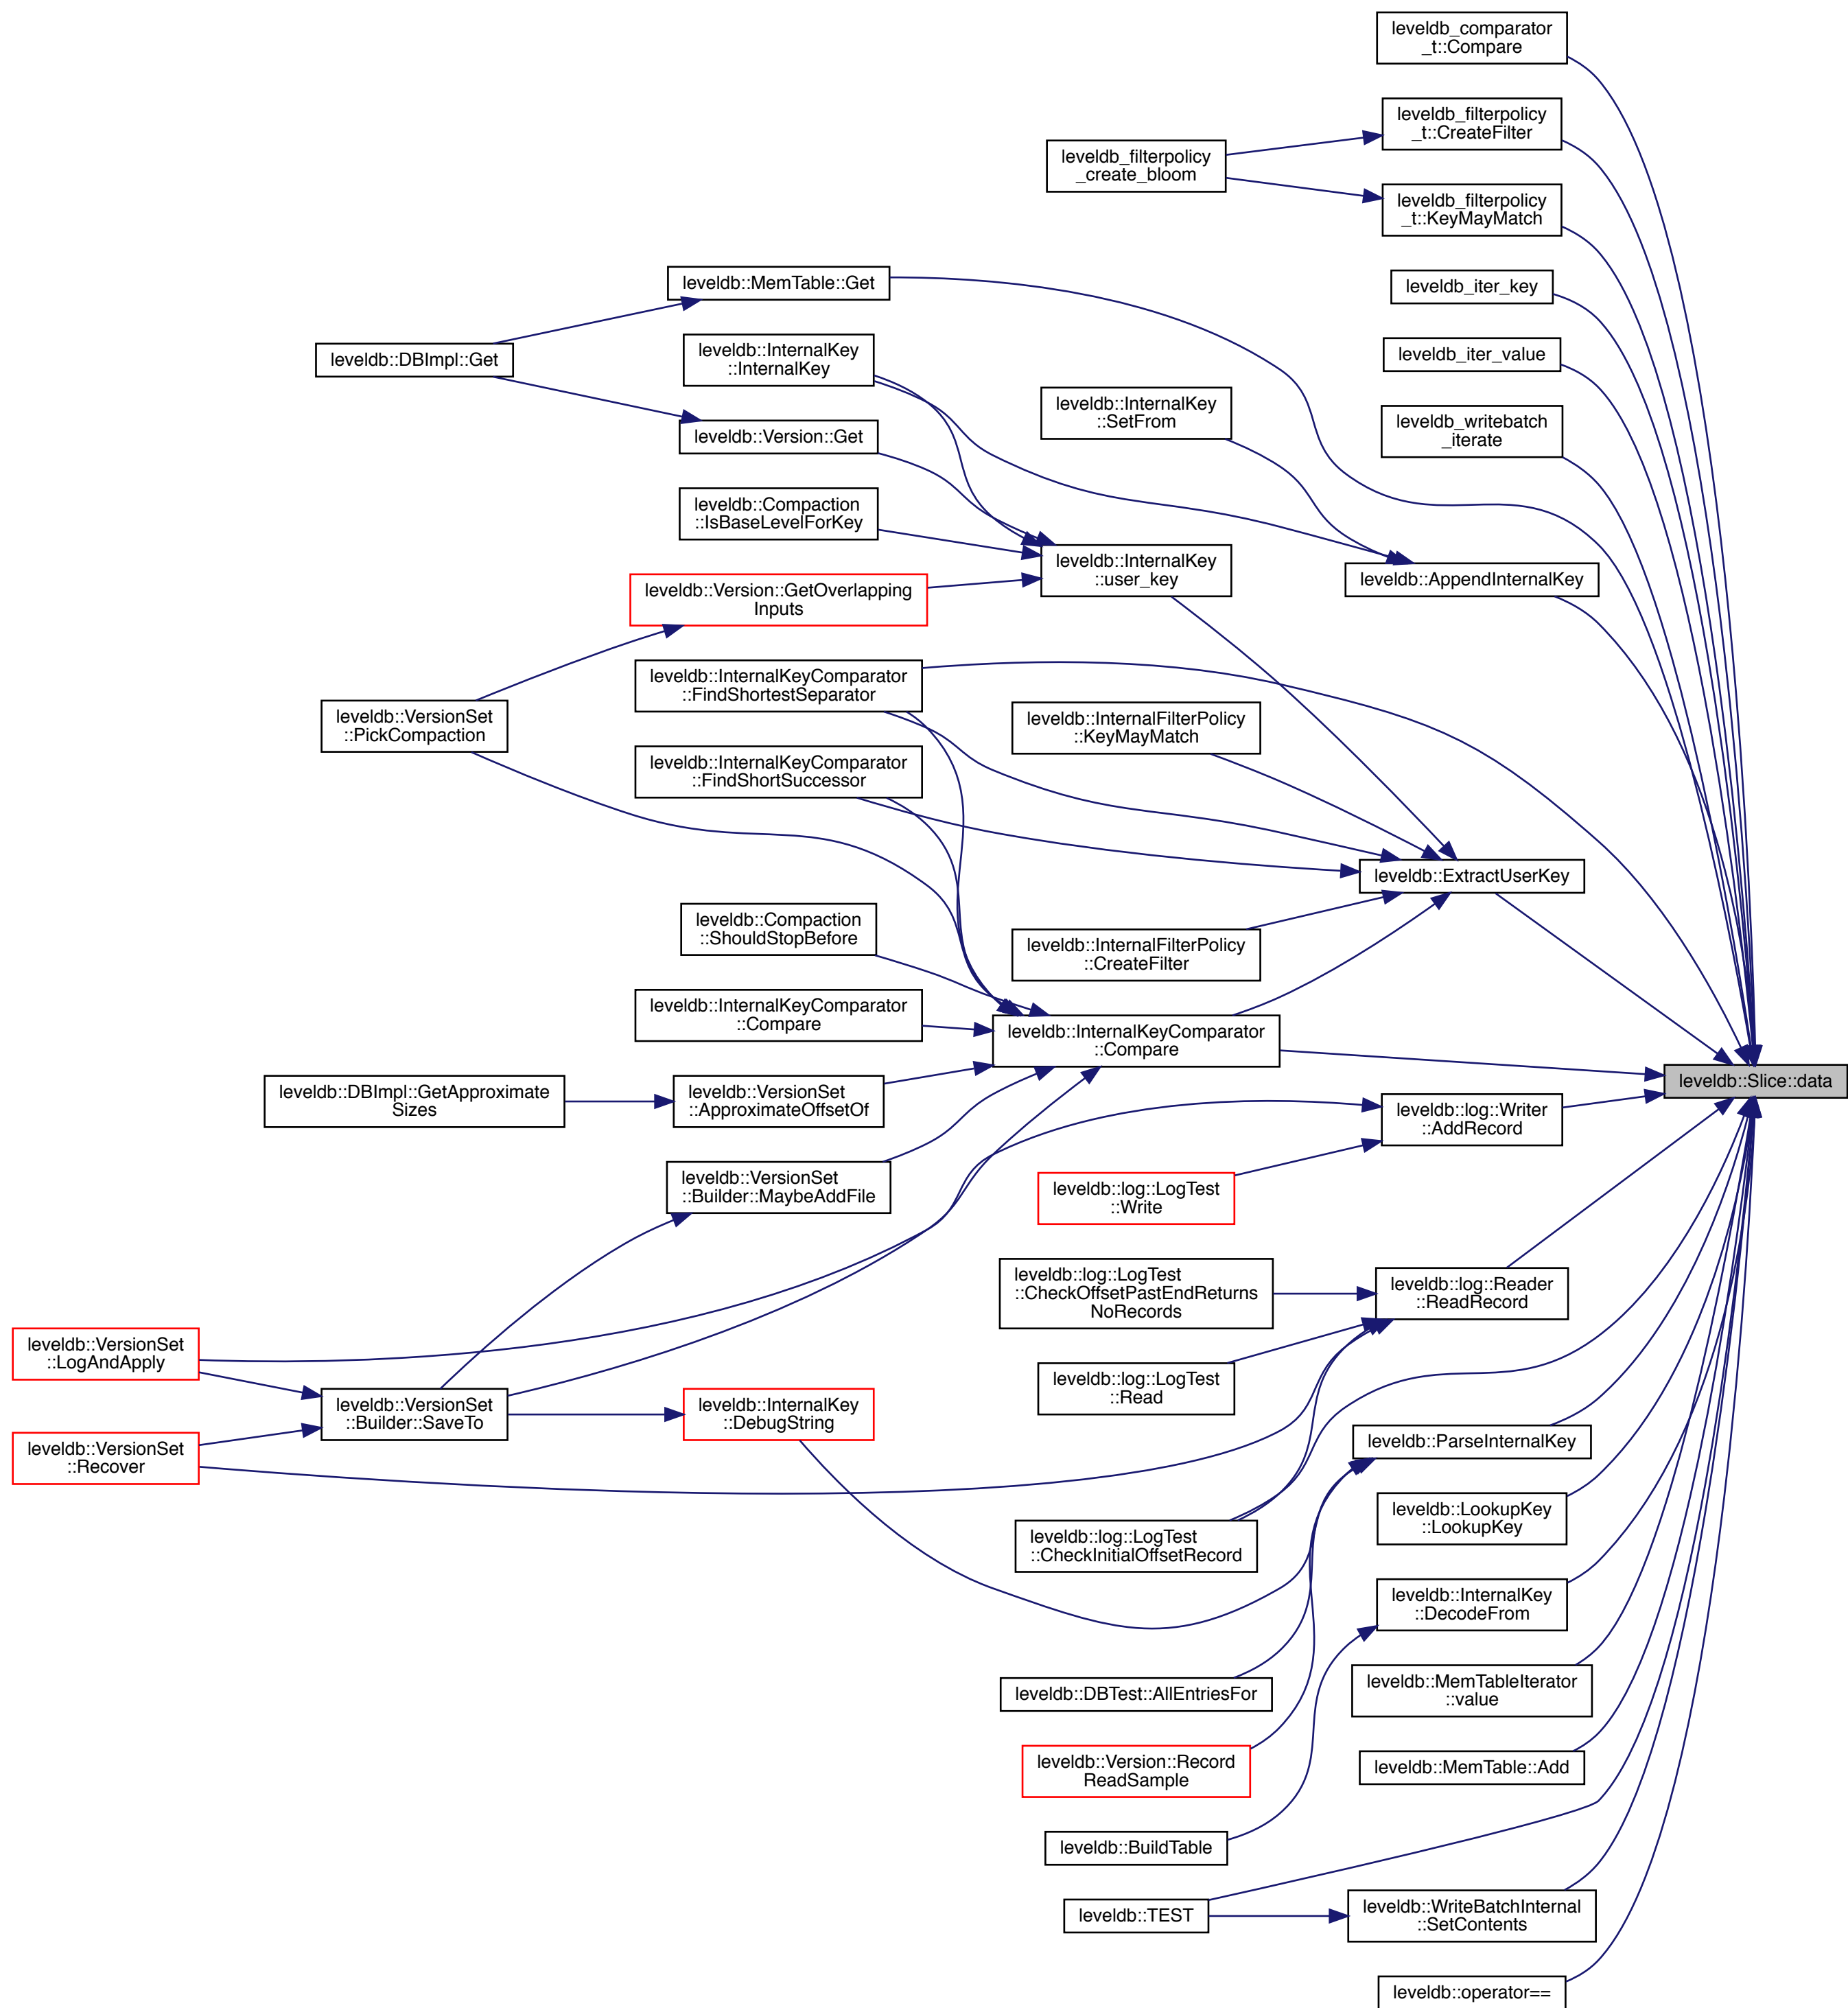 leveldb_comparator
_t::Compare
leveldb_filterpolicy
_t::CreateFilter
leveldb_filterpolicy
_create_bloom
leveldb_filterpolicy
_t::KeyMayMatch
leveldb::MemTable::Get
leveldb_iter_key
leveldb::DBImpl::Get
leveldb::InternalKey
::InternalKey
leveldb_iter_value
leveldb::InternalKey
::SetFrom
leveldb_writebatch
_iterate
leveldb::Version::Get
leveldb::Compaction
::IsBaseLevelForKey
leveldb::InternalKey
::user_key
leveldb::AppendInternalKey
leveldb::Version::GetOverlapping
Inputs
leveldb::InternalKeyComparator
::FindShortestSeparator
leveldb::VersionSet
::PickCompaction
leveldb::InternalFilterPolicy
::KeyMayMatch
leveldb::InternalKeyComparator
::FindShortSuccessor
leveldb::ExtractUserKey
leveldb::Compaction
::ShouldStopBefore
leveldb::InternalFilterPolicy
::CreateFilter
leveldb::InternalKeyComparator
::Compare
leveldb::InternalKeyComparator
::Compare
leveldb::Slice::data
leveldb::DBImpl::GetApproximate
Sizes
leveldb::VersionSet
::ApproximateOffsetOf
leveldb::log::Writer
::AddRecord
leveldb::VersionSet
::Builder::MaybeAddFile
leveldb::log::LogTest
::Write
leveldb::log::LogTest
::CheckOffsetPastEndReturns
NoRecords
leveldb::log::Reader
::ReadRecord
leveldb::VersionSet
::LogAndApply
leveldb::log::LogTest
::Read
leveldb::VersionSet
::Builder::SaveTo
leveldb::InternalKey
::DebugString
leveldb::VersionSet
::Recover
leveldb::ParseInternalKey
leveldb::LookupKey
::LookupKey
leveldb::log::LogTest
::CheckInitialOffsetRecord
leveldb::InternalKey
::DecodeFrom
leveldb::DBTest::AllEntriesFor
leveldb::MemTableIterator
::value
leveldb::Version::Record
ReadSample
leveldb::MemTable::Add
leveldb::BuildTable
leveldb::TEST
leveldb::WriteBatchInternal
::SetContents
leveldb::operator==